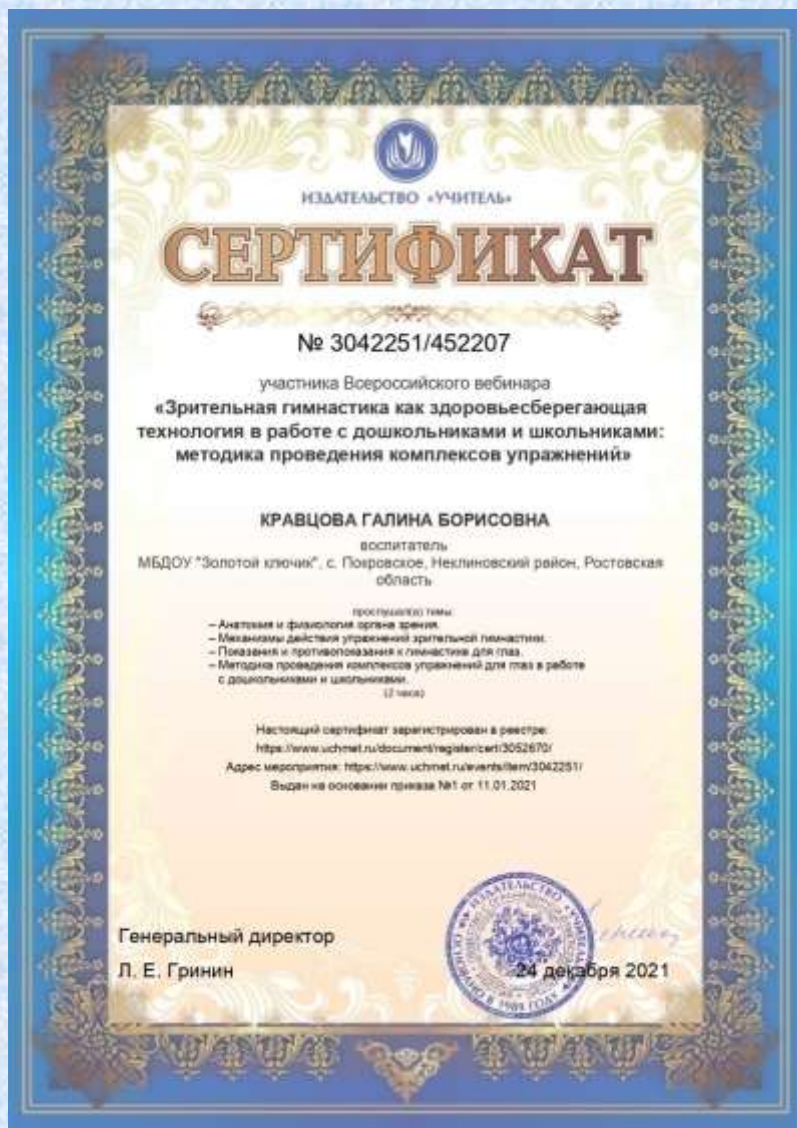 ИЗДАТЕЛЬСТВО «УЧИТЕЛЬ»
СЕРТИФИКАТ
№ 3042251/452207
участника Всероссийского вебинара
«Зрительная гимнастика как здоровьесберегающая
технология в работе с дошкольниками и школьниками:
методика проведения комплексов упражнений»
КРАВЦОВА ГАЛИНА БОРИСОВНА
воспитатель
МБДОУ "Золотой ключик", с. Покровское, Неклиновский район, Ростовская
область
прослушал(а) темы:
– Анатомия и физиология органа зрения.
– Механизмы действия упражнений зрительной гимнастики.
– Показания и противопоказания к гимнастике для глаз.
– Методика проведения комплексов упражнений для глаз в работе
с дошкольниками и школьниками.
(2 часа)
Настоящий сертификат зарегистрирован в реестре:
https://www.uchmet.ru/document/register/cert/3052670/
Адрес мероприятия: https://www.uchmet.ru/events/item/3042251/
Выдан на основании приказа №1 от 11.01.2021
ИЗДАТЕЛЬСТВО «УЧИТЕЛЬ»
В 1989 ГОДУ
Генеральный директор
Л. Е. Гринин
24 декабря 2021